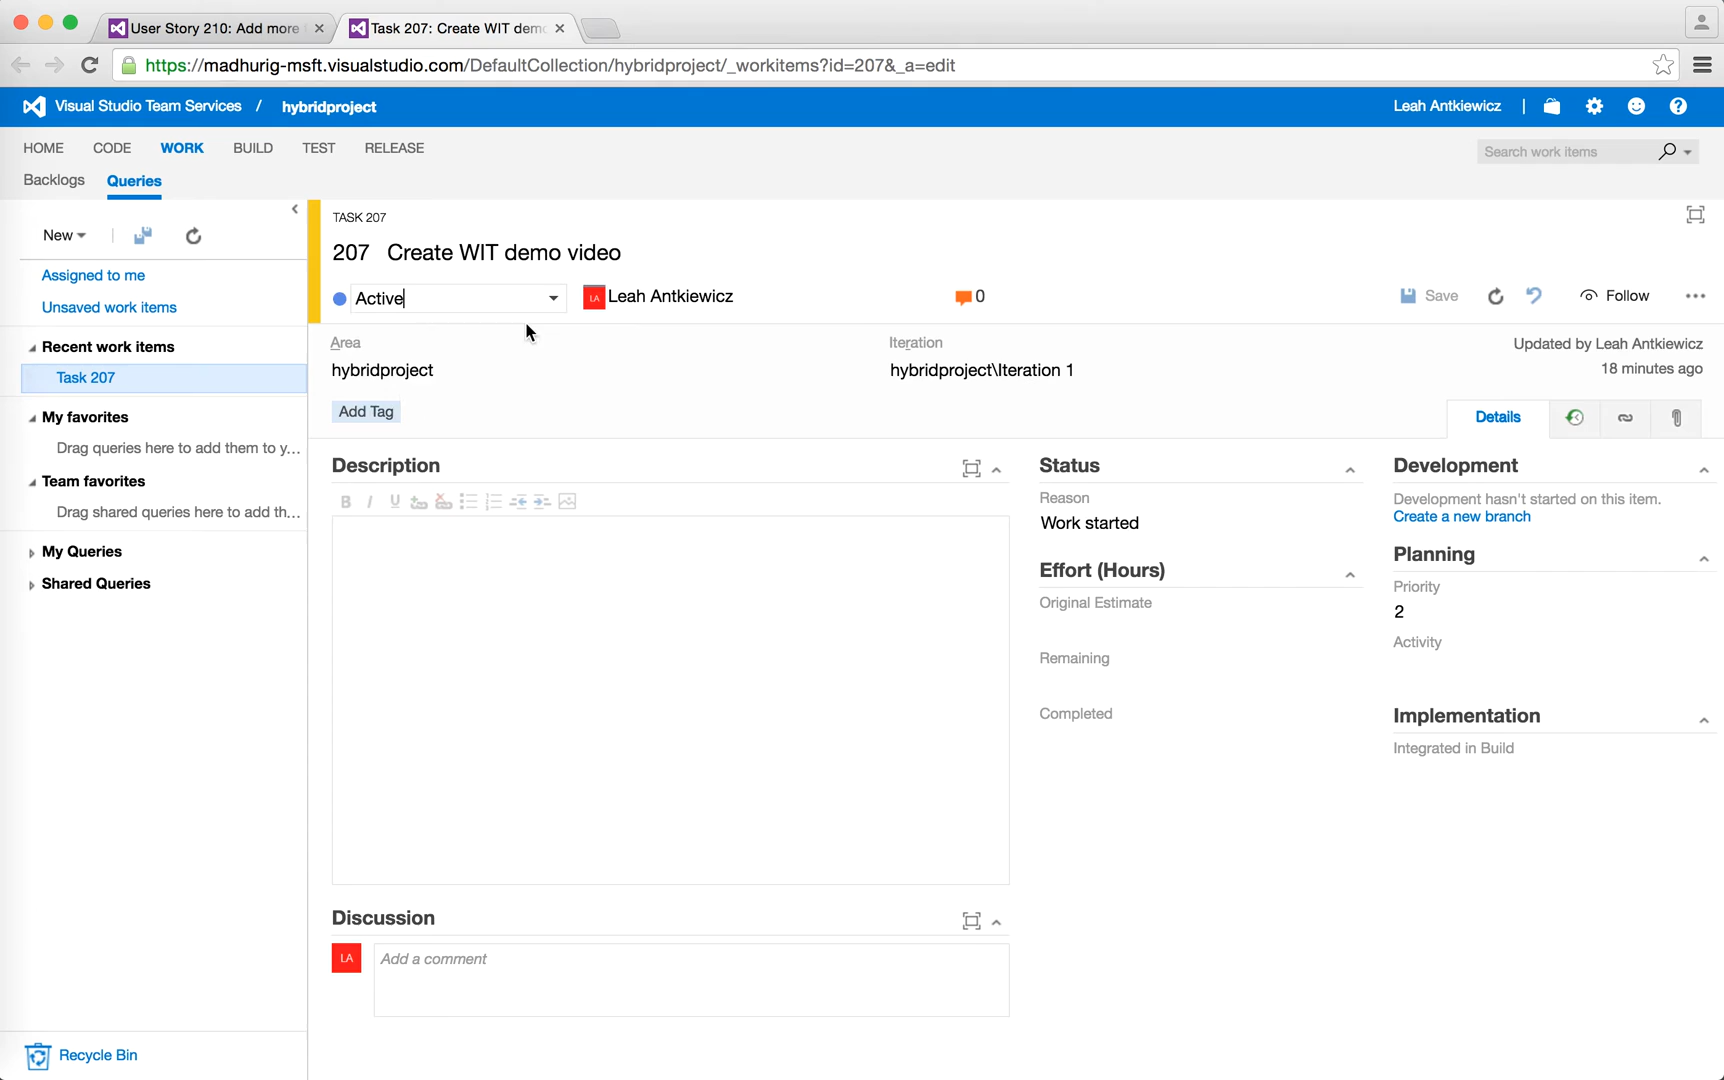 User Story 210: Add more
Task 207: Create WIT dem
https://madhurig-msft.visualstudio.com/DefaultCollection/hybridproject/_workitems?id=207&_a=edit
Visual Studio Team Services / hybridproject
Leah Antkiewicz
HOME CODE WORK BUILD TEST RELEASE
Search work items
Backlogs Queries
New
Assigned to me
Unsaved work items
Recent work items
Task 207
My favorites
Drag queries here to add them to y...
Team favorites
Drag shared queries here to add th...
My Queries
Shared Queries
Recycle Bin
TASK 207
207 Create WIT demo video
Active
LA Leah Antkiewicz
0
Save
Follow
Area
hybridproject
Iteration
hybridproject\Iteration 1
Updated by Leah Antkiewicz
18 minutes ago
Add Tag
Details
Description
B I U
Discussion
LA
Add a comment
Status
Reason
Work started
Effort (Hours)
Original Estimate
Remaining
Completed
Development
Development hasn't started on this item.
Create a new branch
Planning
Priority
2
Activity
Implementation
Integrated in Build